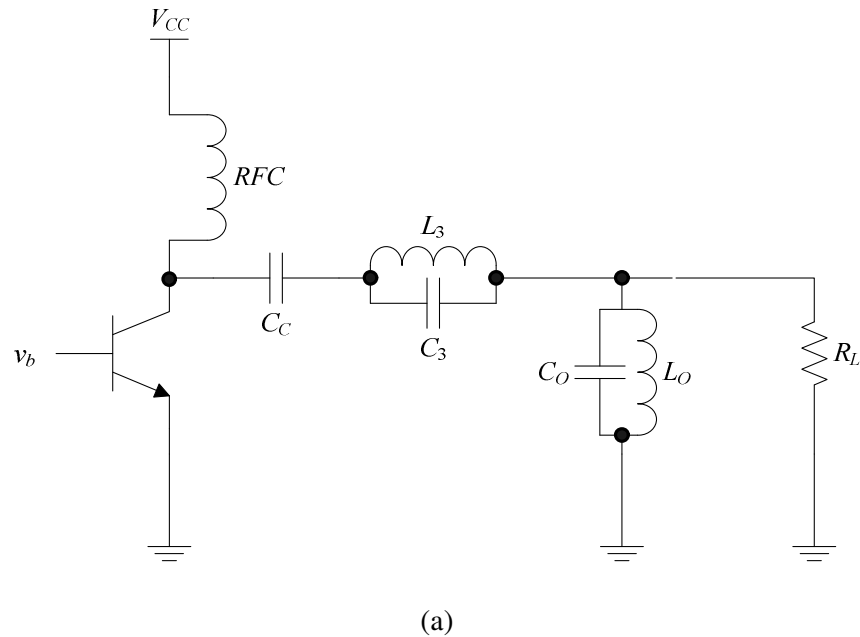 V_CC
RFC
L_3
C_C
C_3
v_b
C_O
L_O
R_L
(a)